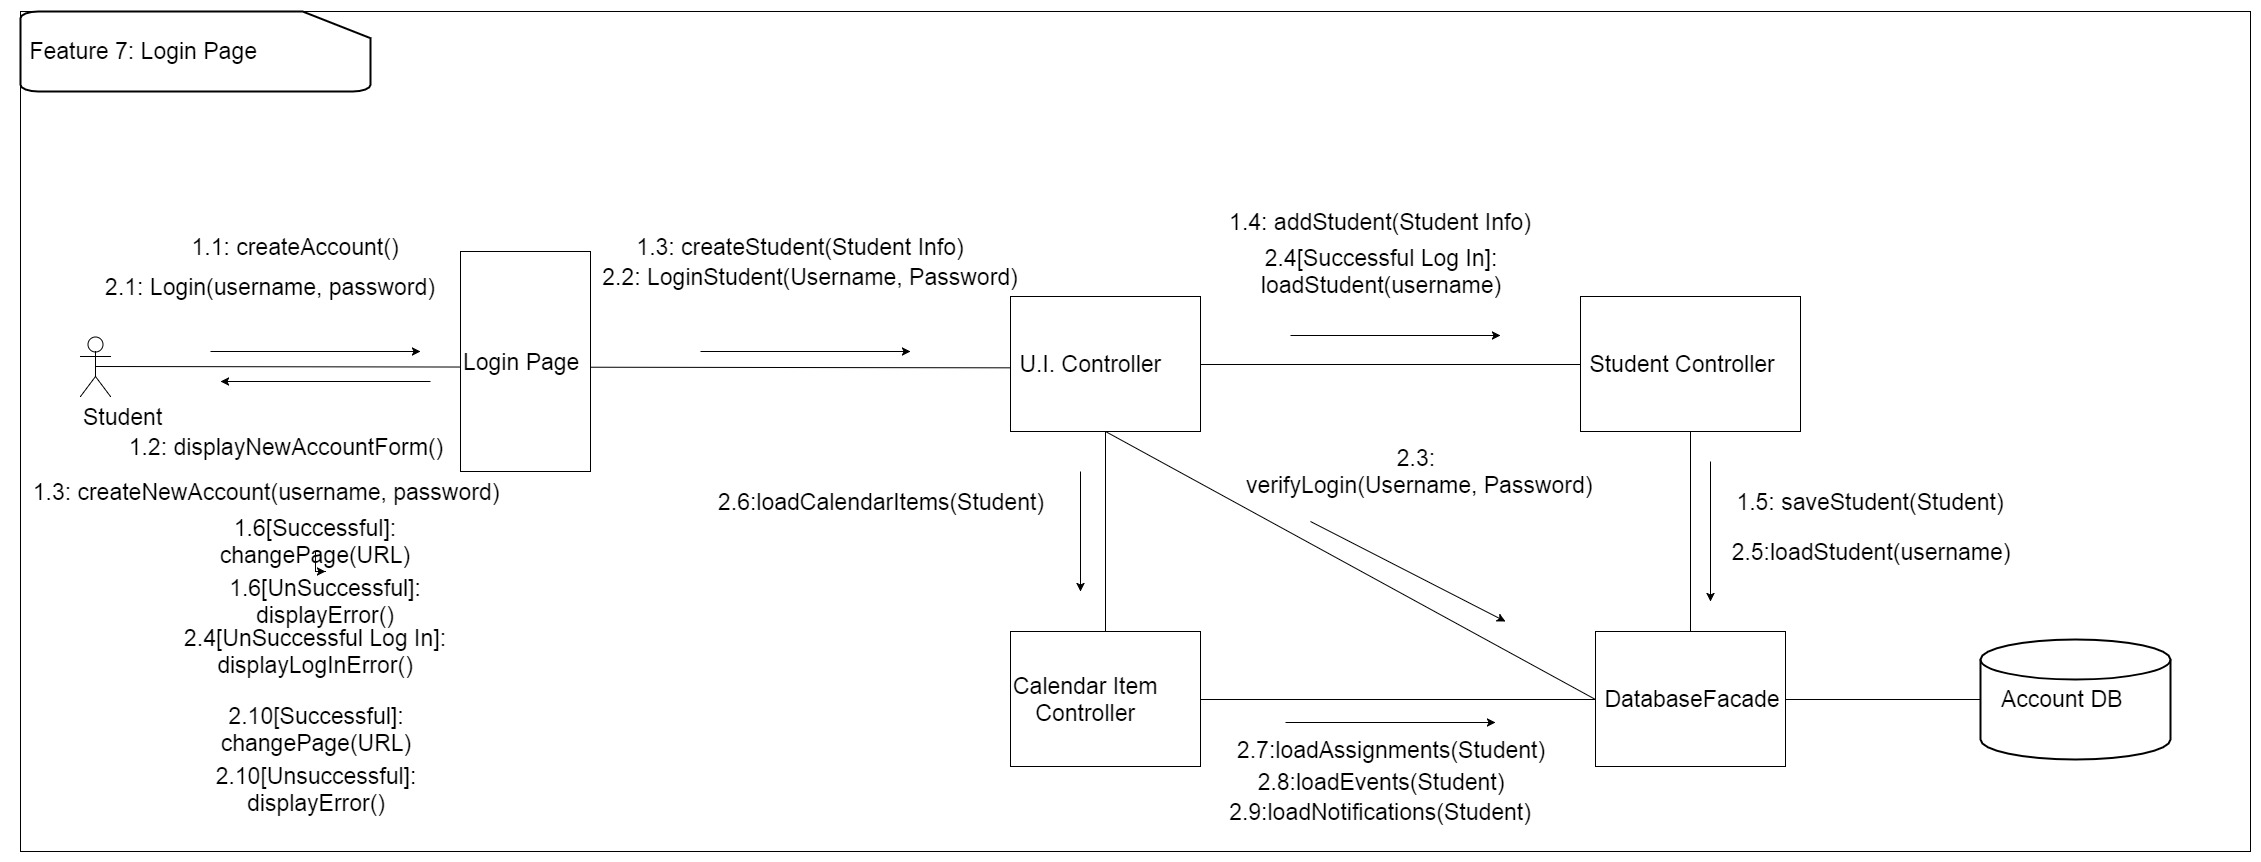 Feature 7: Login Page
1.1: createAccount()
2.1: Login(username, password)
Student
1.2: displayNewAccountForm()
1.3: createNewAccount(username, password)
1.6[Successful]:
changePage(URL)
1.6[UnSuccessful]:
displayError()
2.4[UnSuccessful Log In]:
displayLogInError()
2.10[Successful]:
changePage(URL)
2.10[Unsuccessful]:
displayError()
Login Page
1.3: createStudent(Student Info)
2.2: LoginStudent(Username, Password)
U.I. Controller
1.4: addStudent(Student Info)
2.4[Successful Log In]:
loadStudent(username)
Student Controller
2.6:loadCalendarItems(Student)
2.3:
verifyLogin(Username, Password)
1.5: saveStudent(Student)
2.5:loadStudent(username)
Calendar Item
Controller
2.7:loadAssignments(Student)
2.8:loadEvents(Student)
2.9:loadNotifications(Student)
DatabaseFacade
Account DB